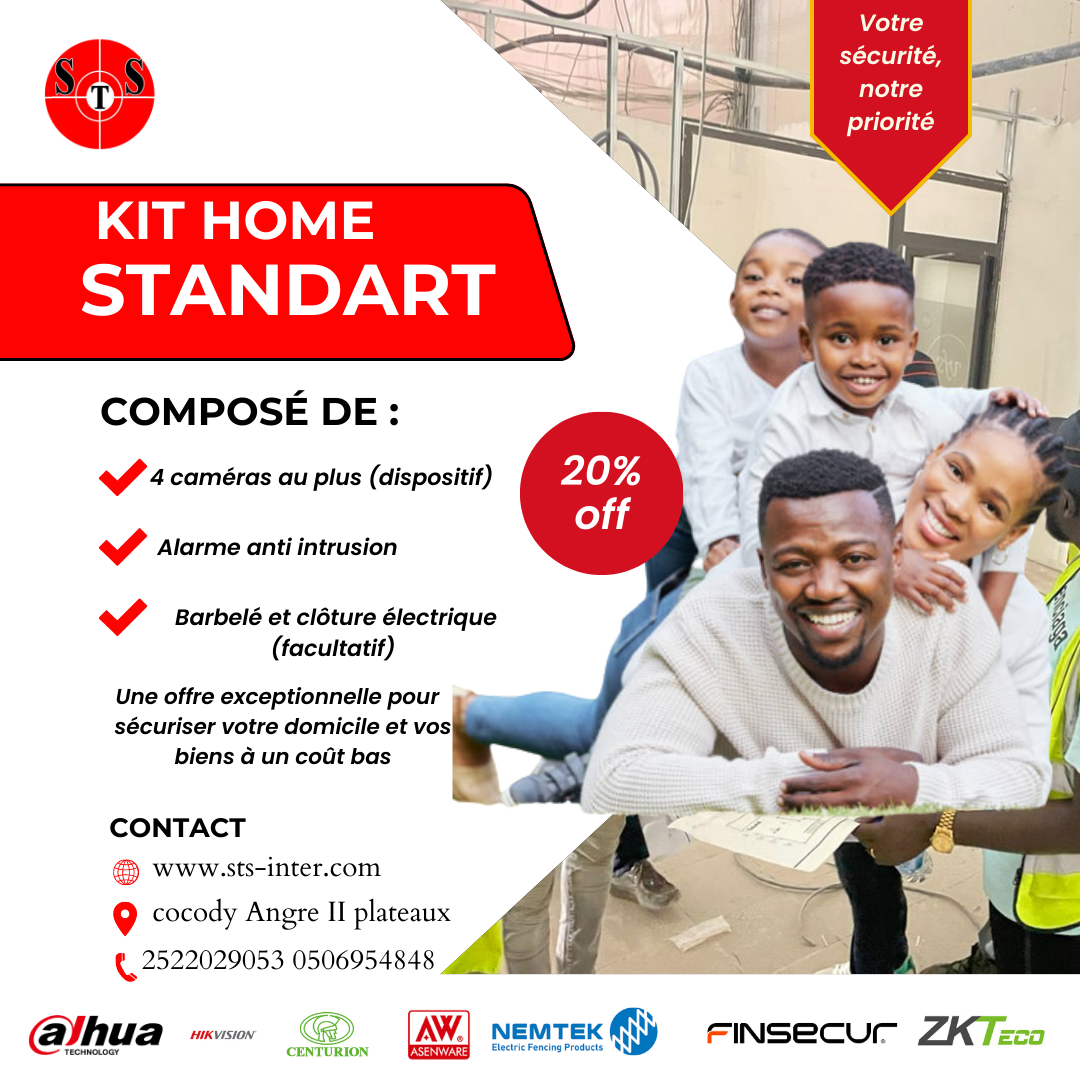 STS
Votre
sécurité,
notre
priorité
KIT HOME
STANDART
COMPOSÉ DE :
4 caméras au plus (dispositif)
20%
off
Alarme anti intrusion
Barbelé et clôture électrique
(facultatif)
Une offre exceptionnelle pour
sécuriser votre domicile et vos
biens à un coût bas
CONTACT
www.sts-inter.com
cocody Angre II plateaux
2522029053 0506954848
alhua
TECHNOLOGY
HIKVISION
CENTURION
AW
ASENWARE
NEMTEK
Electric Fencing Products
FINSECUR
ZKTECO